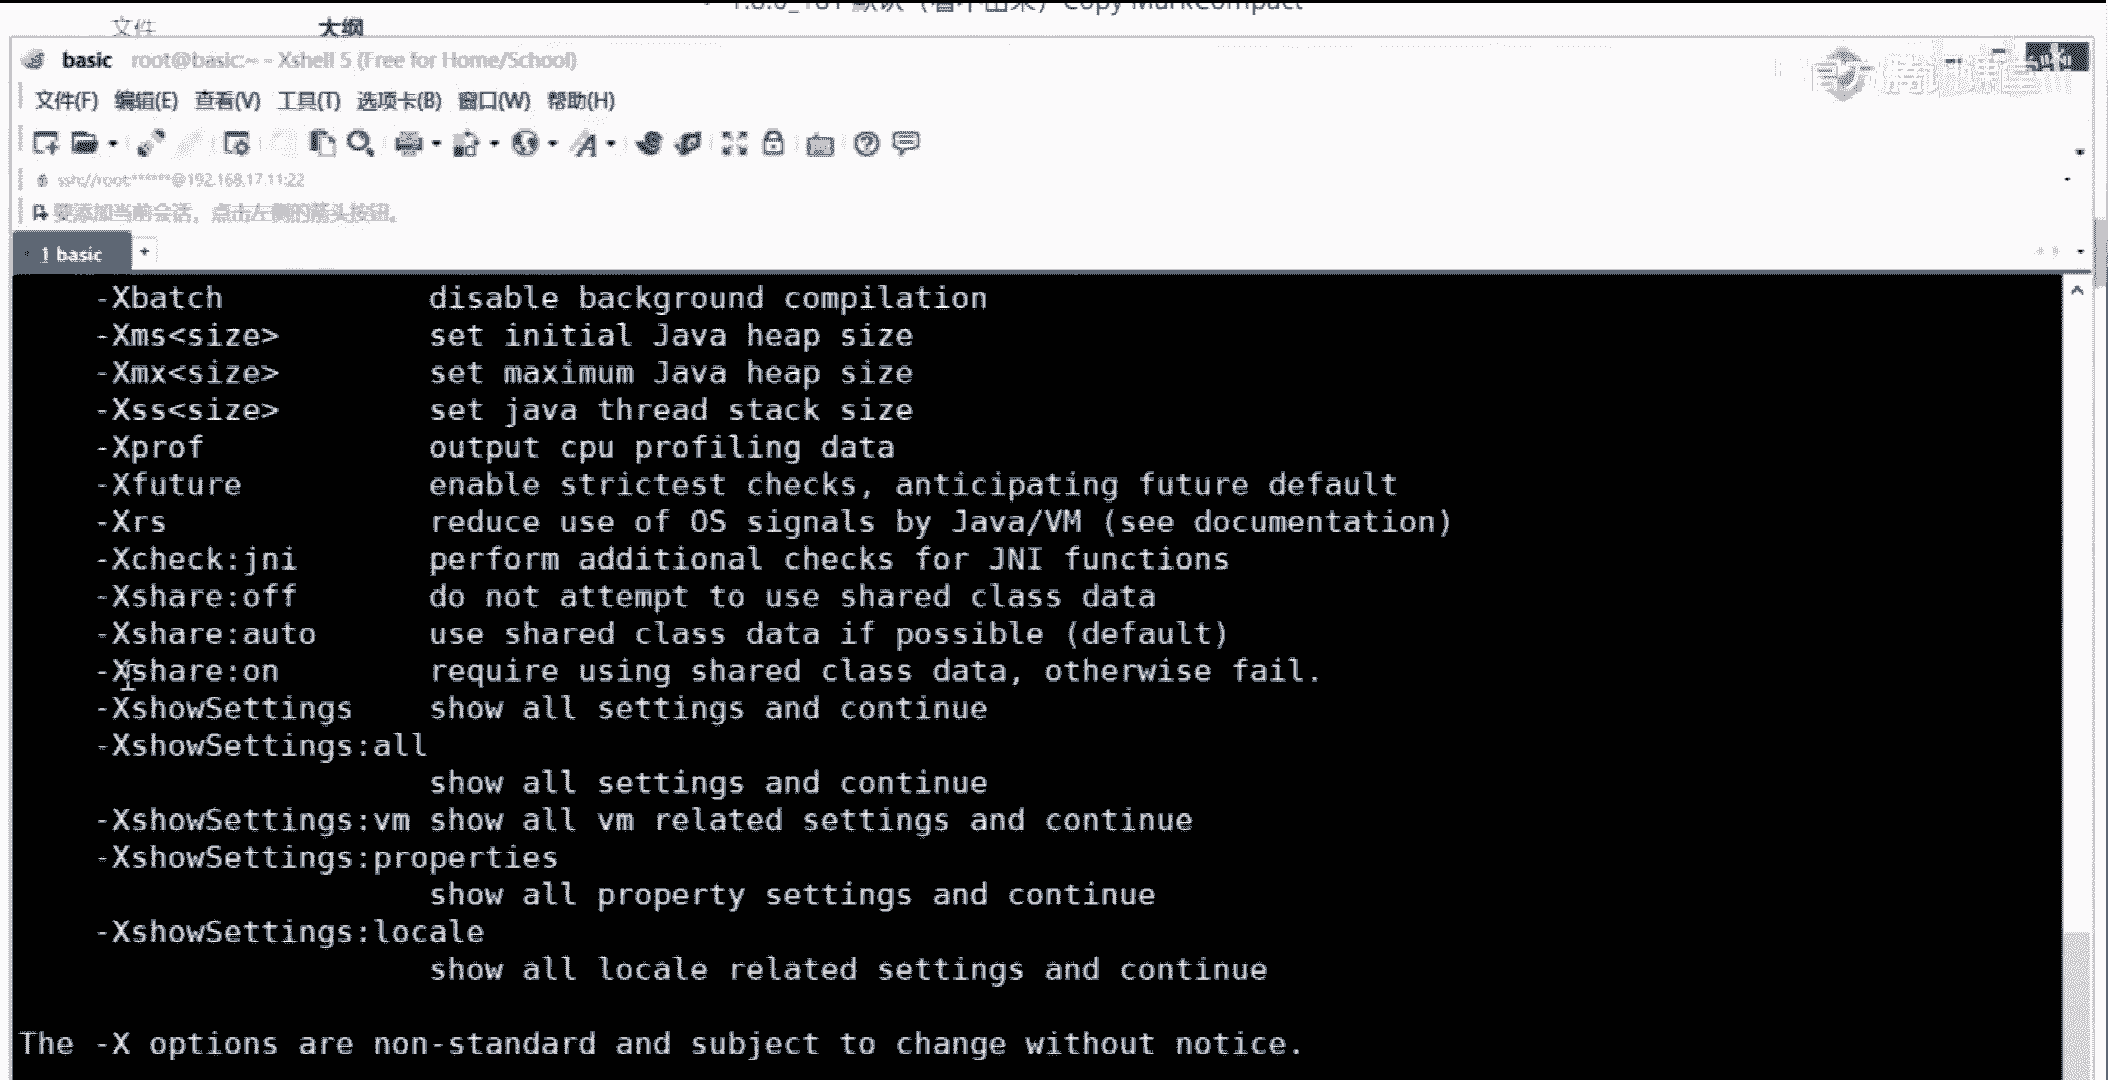 Copy MarkCompact
文件 大纲
basic root@basic:~ - Xshell 5 (Free for Home/School)
文件(F) 编辑(E) 查看(V) 工具(T) 选项卡(B) 窗口(W) 帮助(H)
ssh://root:******@192.168.17.11:22
要添加当前会话，点击左侧的箭头按钮。
1 basic +
-Xbatch disable background compilation
-Xms<size> set initial Java heap size
-Xmx<size> set maximum Java heap size
-Xss<size> set java thread stack size
-Xprof output cpu profiling data
-Xfuture enable strictest checks, anticipating future default
-Xrs reduce use of OS signals by Java/VM (see documentation)
-Xcheck:jni perform additional checks for JNI functions
-Xshare:off do not attempt to use shared class data
-Xshare:auto use shared class data if possible (default)
-Xshare:on require using shared class data, otherwise fail.
-XshowSettings show all settings and continue
-XshowSettings:all
show all settings and continue
-XshowSettings:vm show all vm related settings and continue
-XshowSettings:properties
show all property settings and continue
-XshowSettings:locale
show all locale related settings and continue
The -X options are non-standard and subject to change without notice.